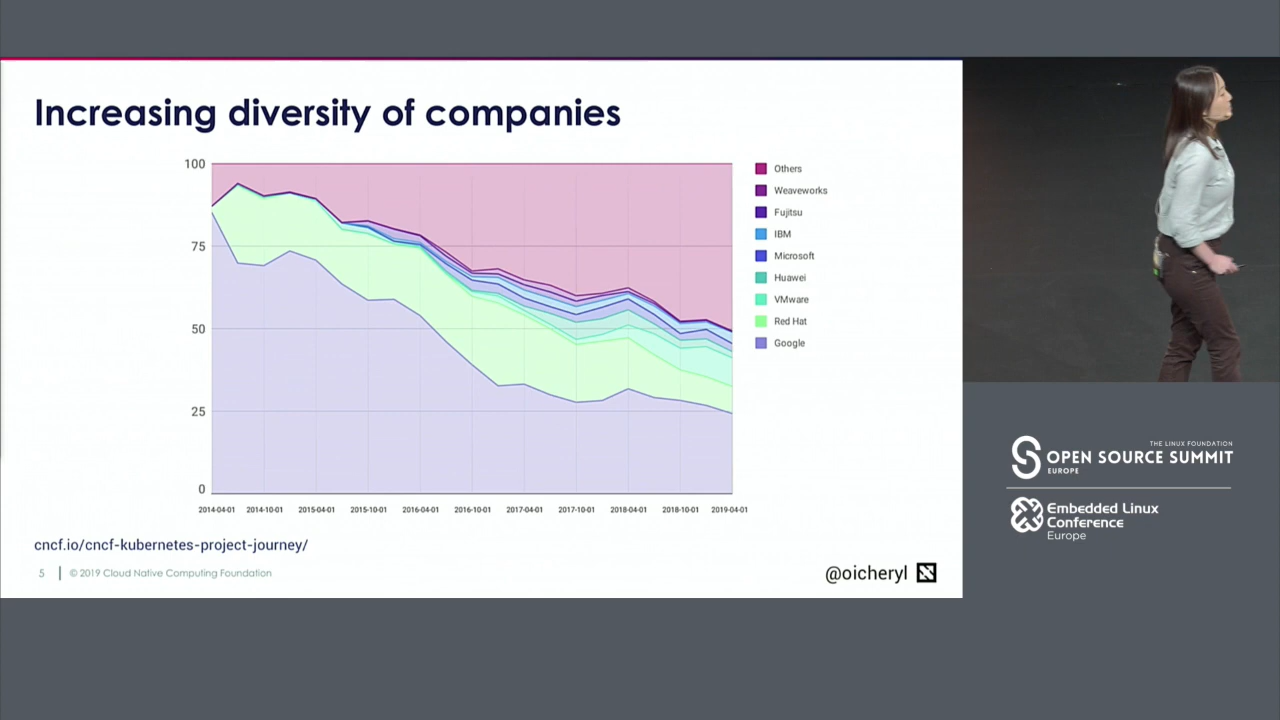 Increasing diversity of companies
100
75
50
25
0
2014-04-01 2014-10-01 2015-04-01 2015-10-01 2016-04-01 2016-10-01 2017-04-01 2017-10-01 2018-04-01 2018-10-01 2019-04-01
Others
Weaveworks
Fujitsu
IBM
Microsoft
Huawei
VMware
Red Hat
Google
cncf.io/cncf-kubernetes-project-journey/
5 | © 2019 Cloud Native Computing Foundation
@oicheryl
THE LINUX FOUNDATION
OPEN SOURCE SUMMIT
EUROPE
Embedded Linux
Conference
Europe